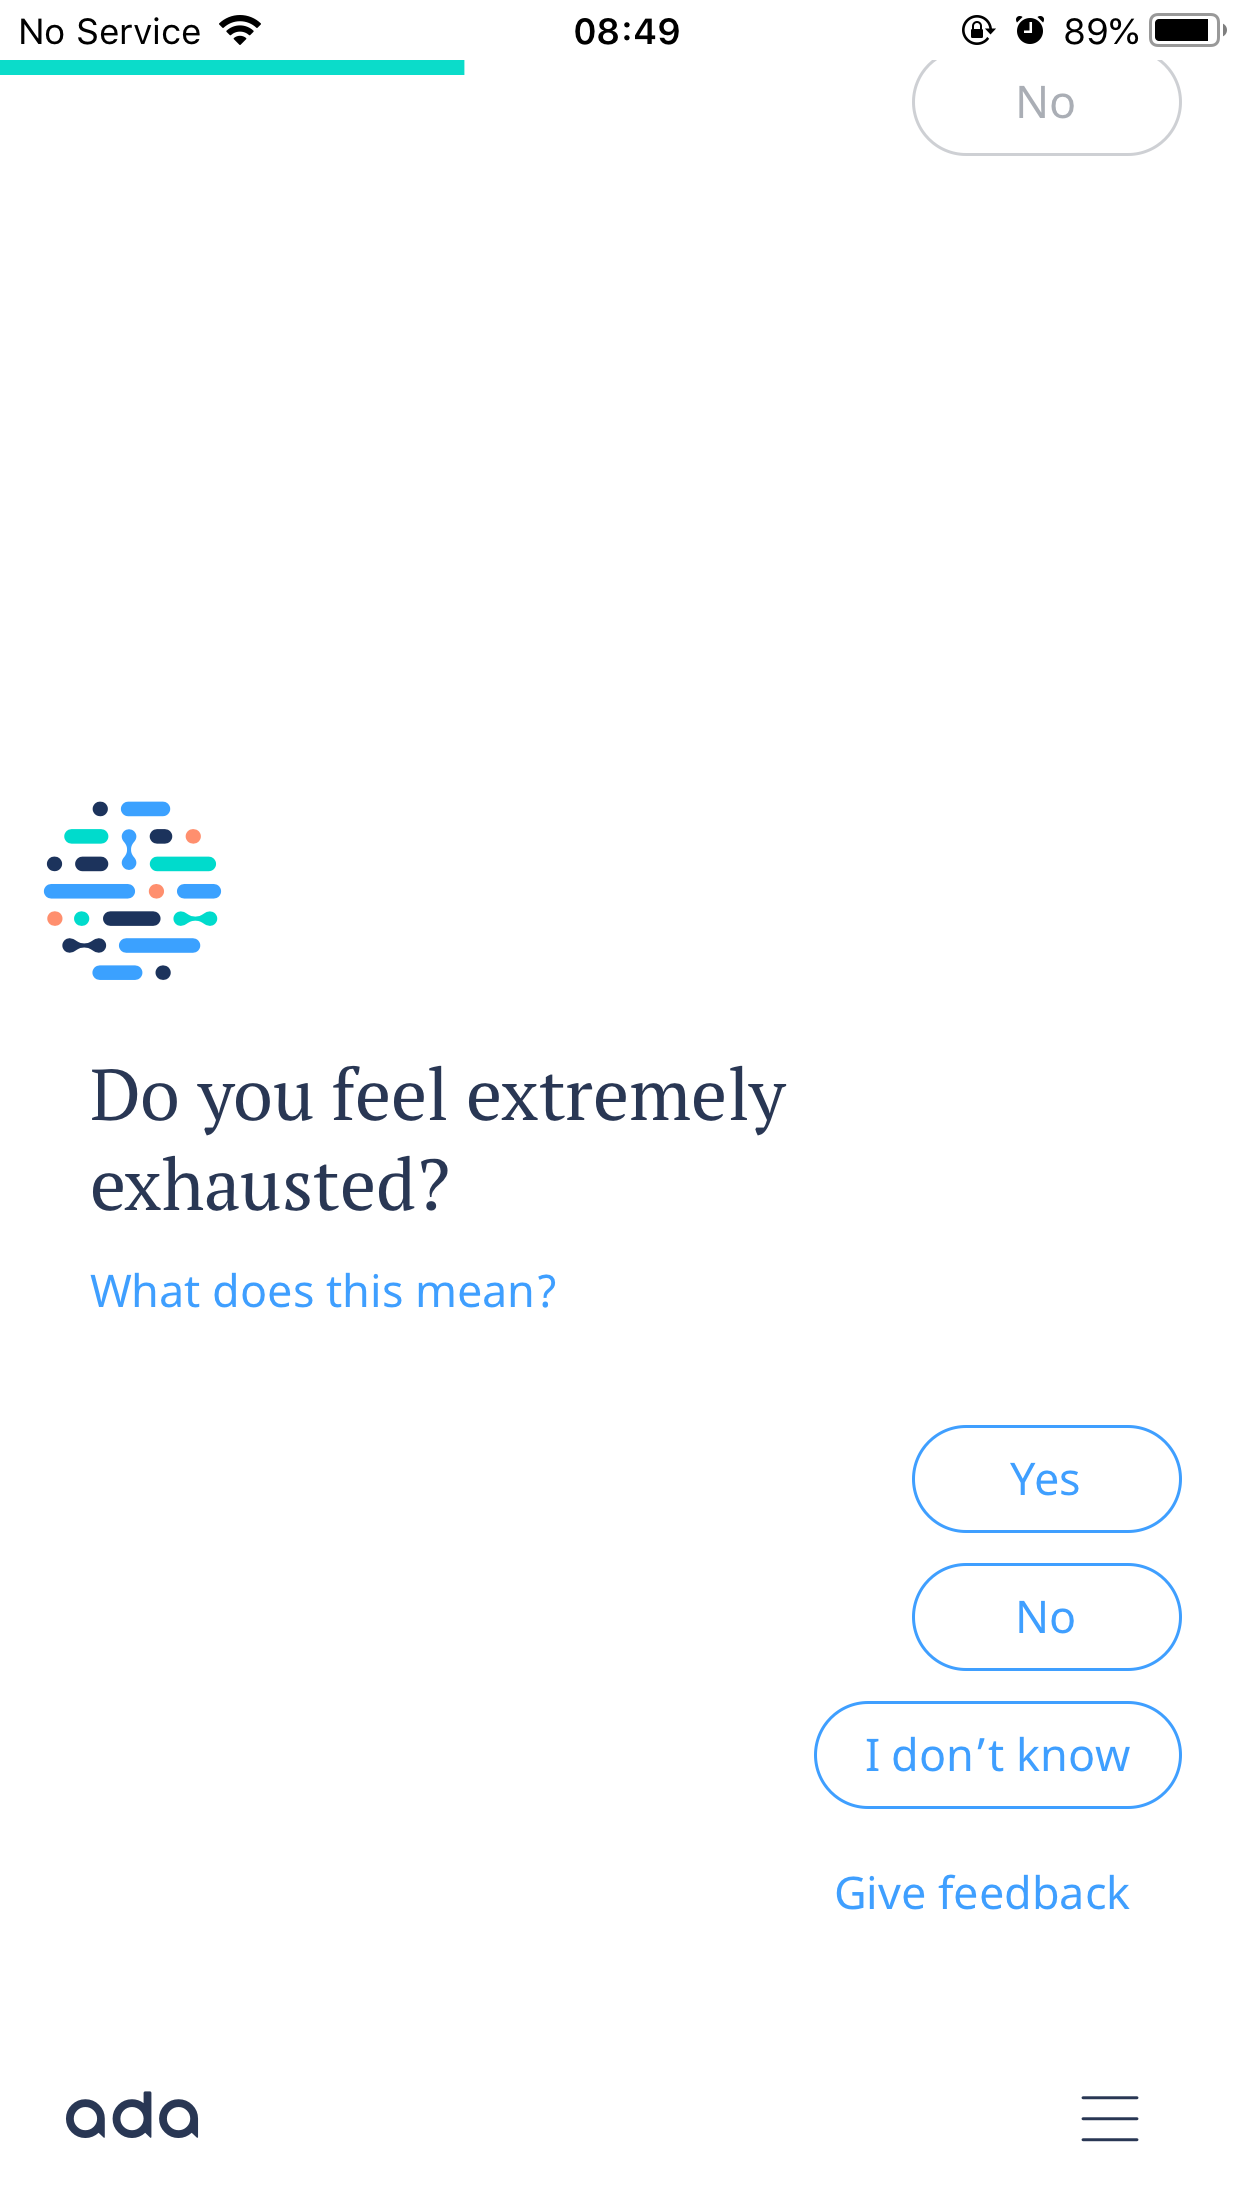 No Service 08:49 89%
No
Do you feel extremely
exhausted?
What does this mean?
Yes
No
I don’t know
Give feedback
ada